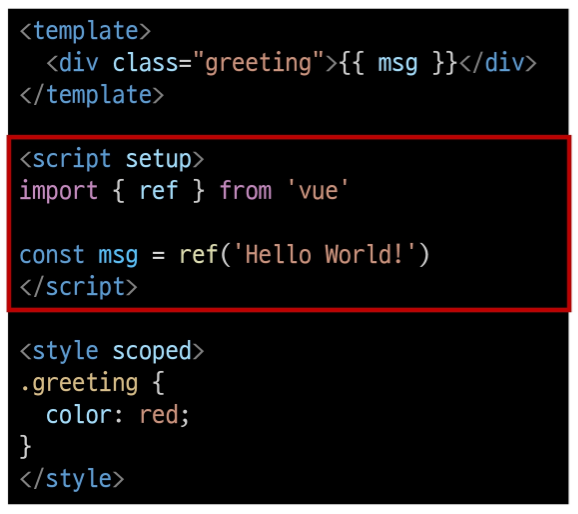 <template>
  <div class="greeting">{{ msg }}</div>
</template>
<script setup>
import { ref } from 'vue'
const msg = ref('Hello World!')
</script>
<style scoped>
.greeting {
  color: red;
}
</style>